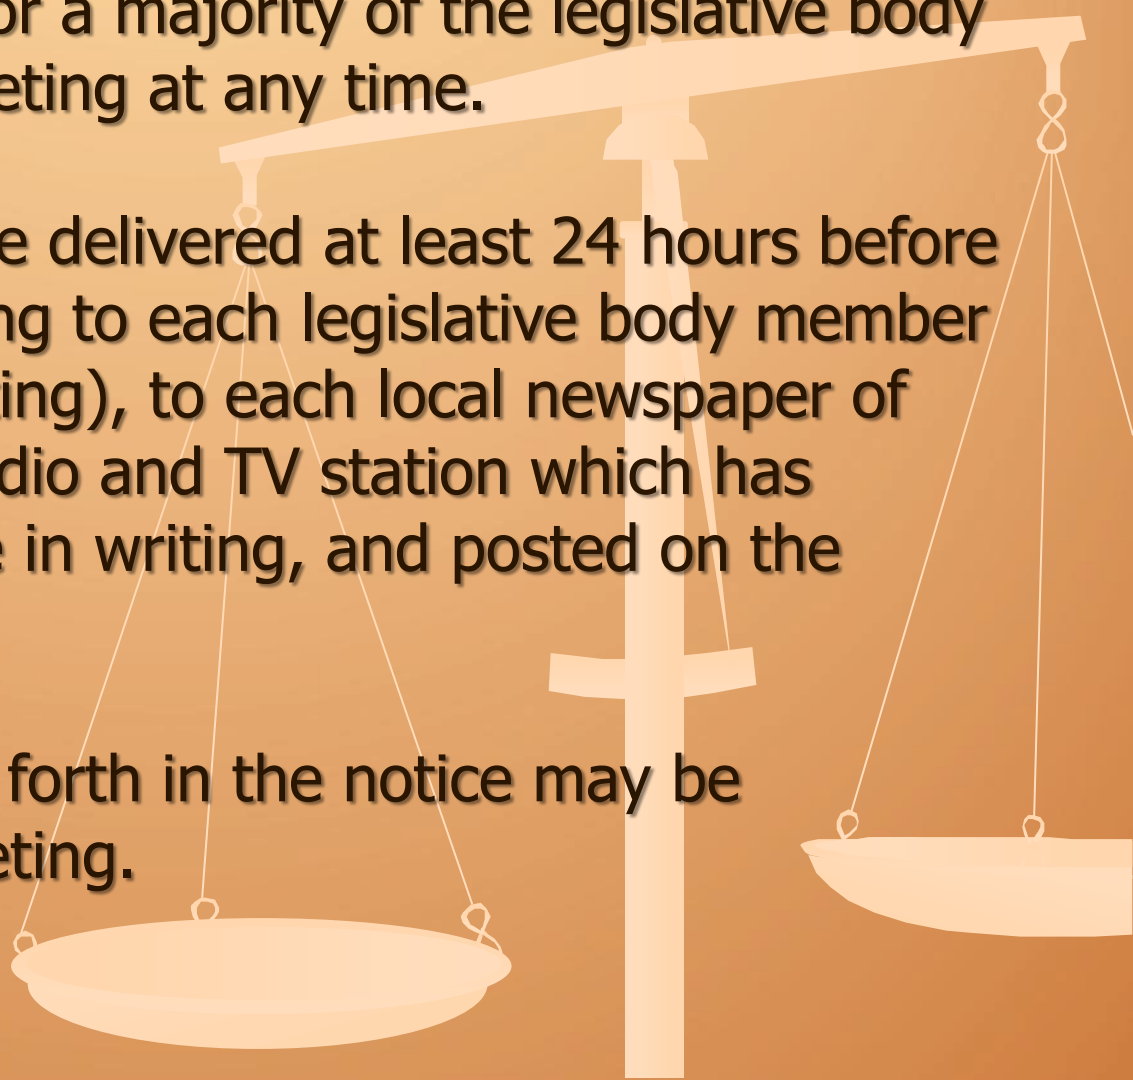 or a majority of the legislative body
eting at any time.
e delivered at least 24 hours before
ng to each legislative body member
ing), to each local newspaper of
dio and TV station which has
in writing, and posted on the
forth in the notice may be
eting.